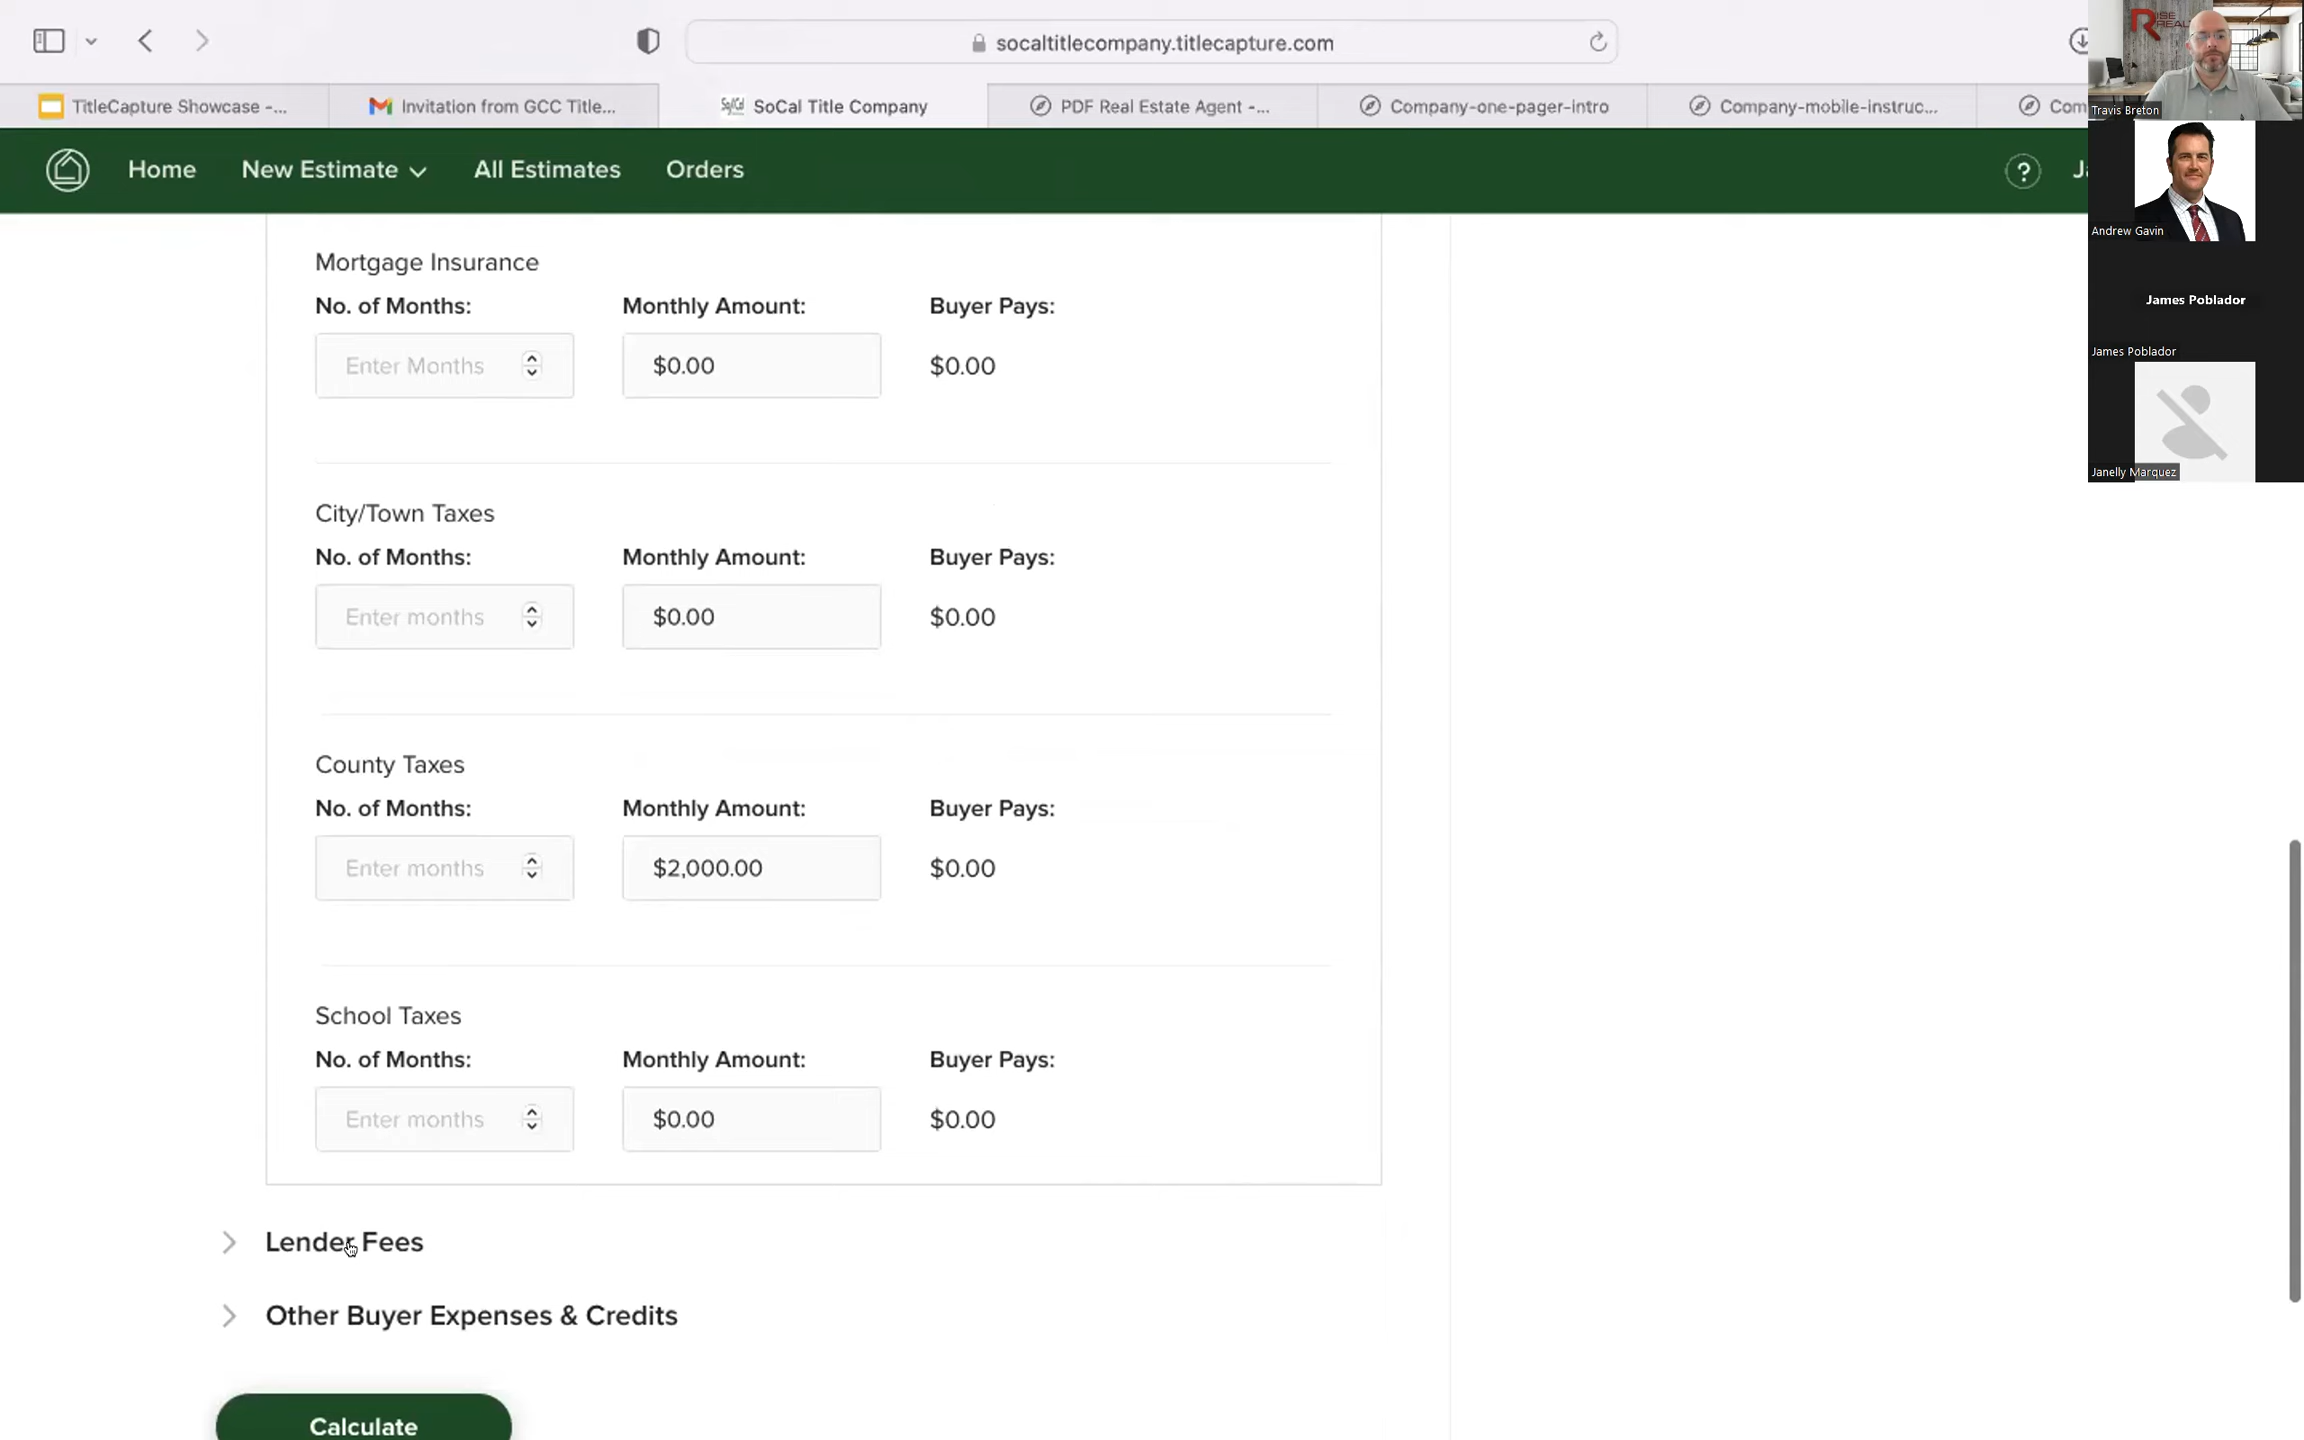 socaltitlecompany.titlecapture.com
TitleCapture Showcase -...
Invitation from GCC Title...
SoCal Title Company
PDF Real Estate Agent -...
Company-one-pager-intro
Company-mobile-instruc...
Com
Home
New Estimate
All Estimates
Orders
?
Ja
Travis Breton
Andrew Gavin
James Poblador
James Poblador
Janelly Marquez
Mortgage Insurance
No. of Months: Monthly Amount: Buyer Pays:
Enter Months $0.00 $0.00
City/Town Taxes
No. of Months: Monthly Amount: Buyer Pays:
Enter months $0.00 $0.00
County Taxes
No. of Months: Monthly Amount: Buyer Pays:
Enter months $2,000.00 $0.00
School Taxes
No. of Months: Monthly Amount: Buyer Pays:
Enter months $0.00 $0.00
Lender Fees
Other Buyer Expenses & Credits
Calculate